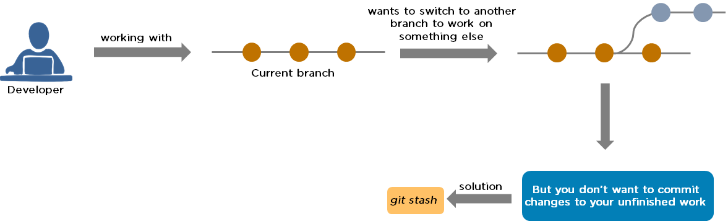 Developer
working with
Current branch
wants to switch to another
branch to work on
something else
But you don't want to commit
changes to your unfinished work
solution
git stash